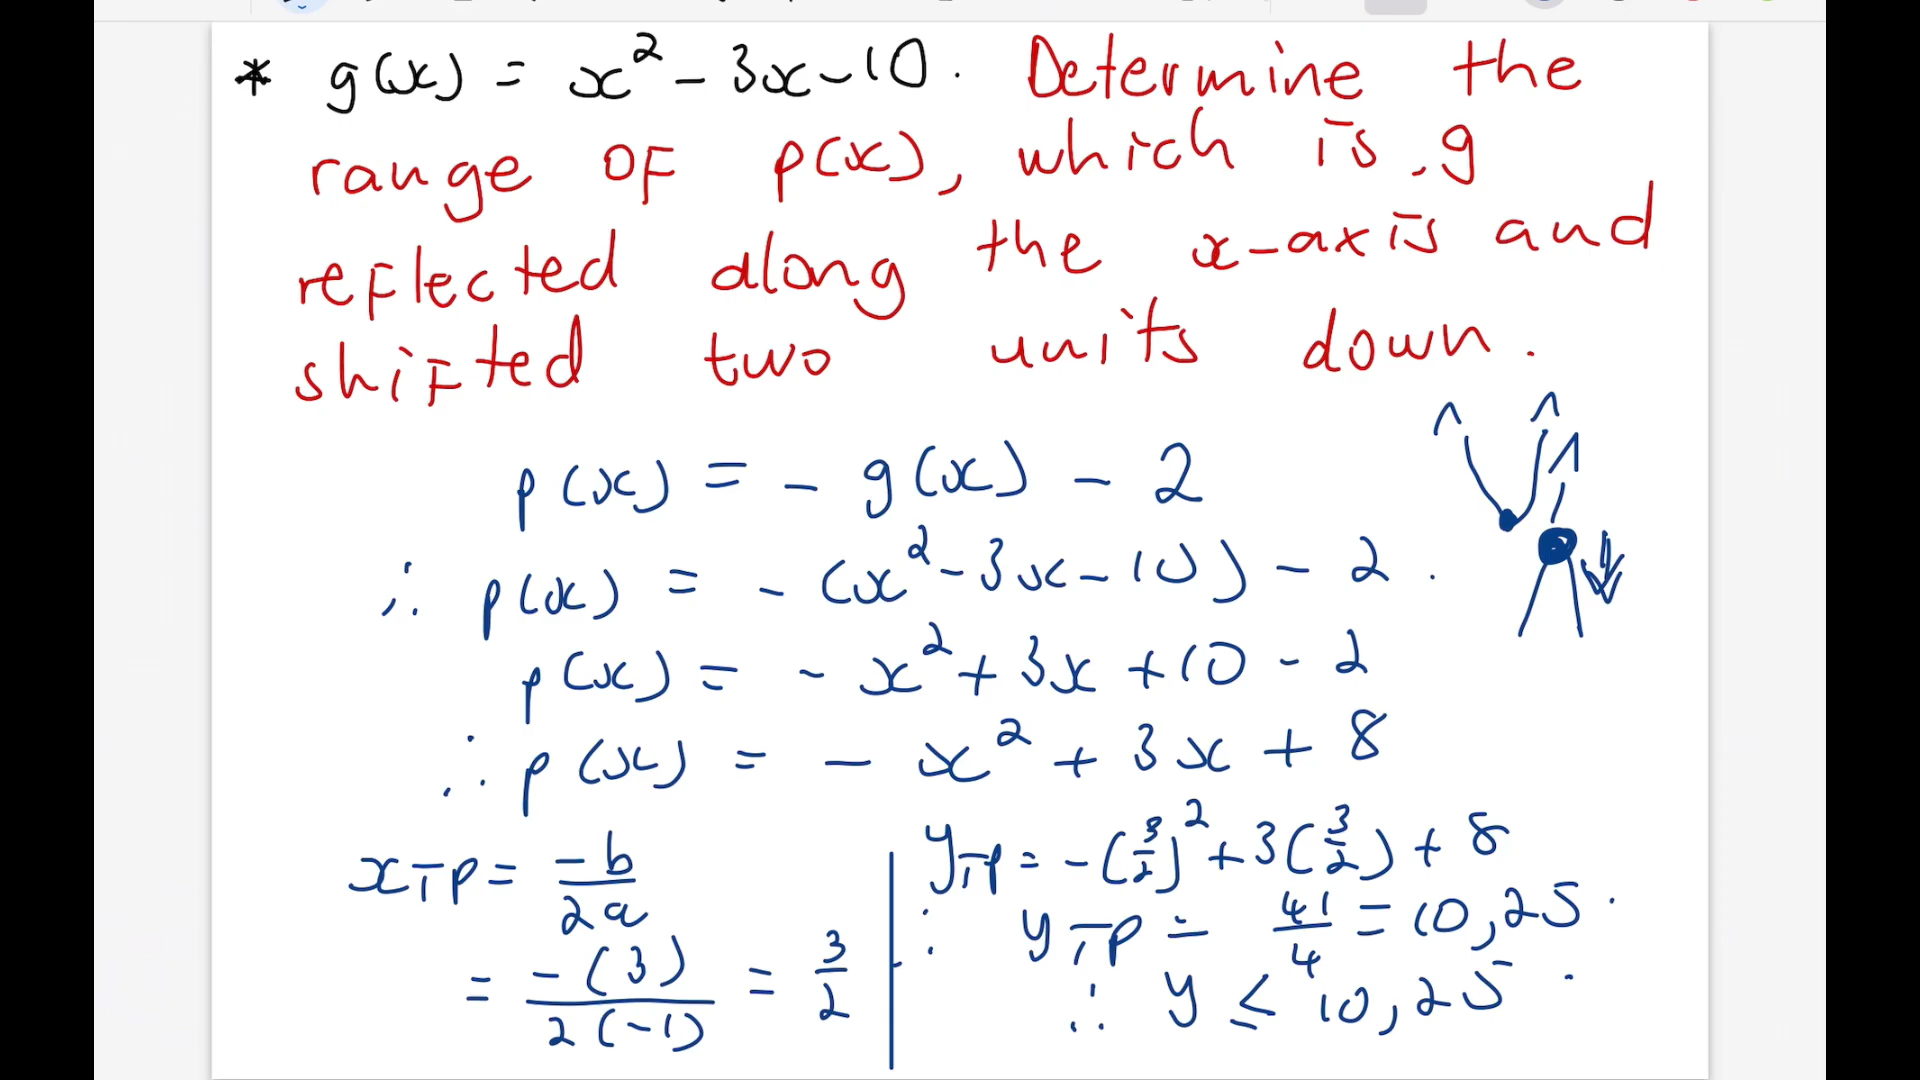 * g(x) = x² - 3x - 10. Determine the
range of p(x), which is g
reflected along the x-axis and
shifted two units down.
p(x) = - g(x) - 2
∴ p(x) = - (x² - 3x - 10) - 2.
p(x) = - x² + 3x + 10 - 2
∴ p(x) = - x² + 3x + 8
xTP = -b/2a
= -(3)/2(-1) = 3/2
yTP = -(3/2)² + 3(3/2) + 8
∴ yTP = 41/4 = 10,25.
∴ y ≤ 10,25.